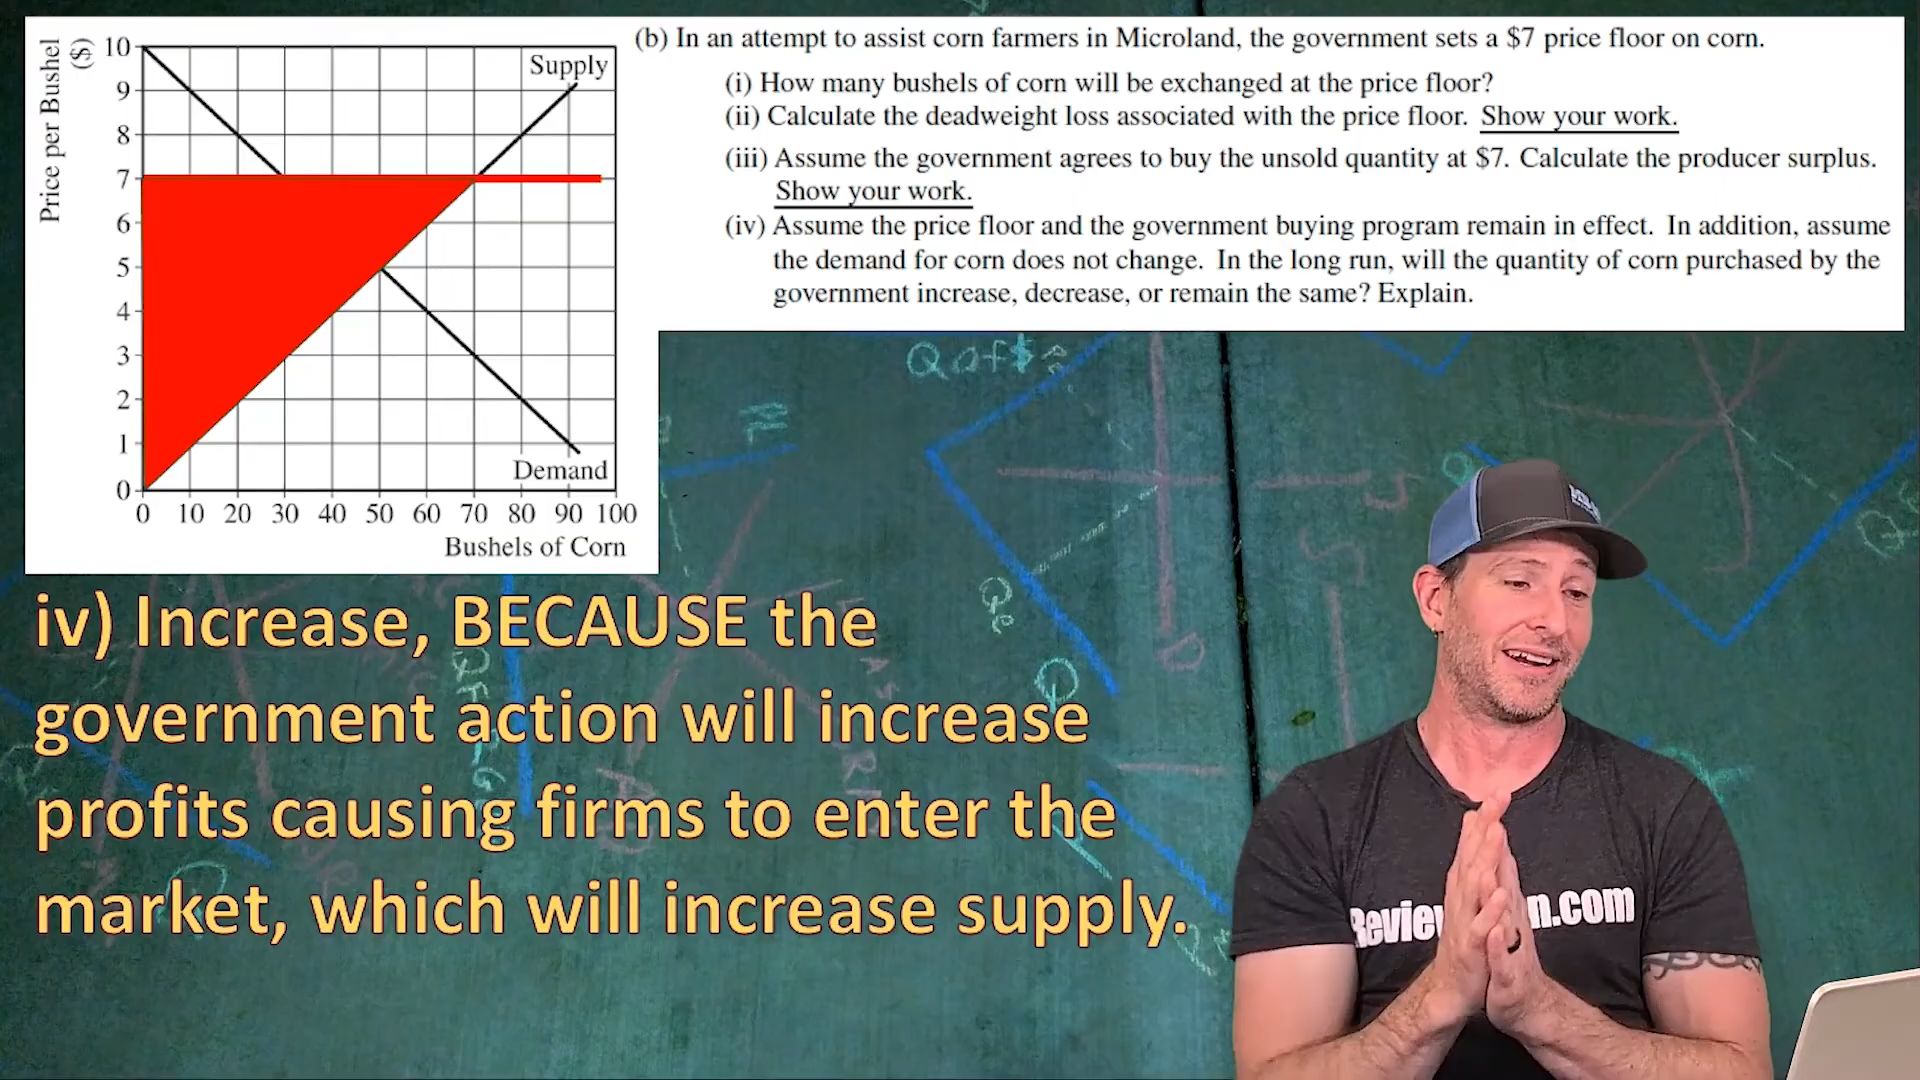 Price per Bushel
($)
10
9
8
7
6
5
4
3
2
1
0
Supply
Demand
0 10 20 30 40 50 60 70 80 90 100
Bushels of Corn
(b) In an attempt to assist corn farmers in Microland, the government sets a $7 price floor on corn.
(i) How many bushels of corn will be exchanged at the price floor?
(ii) Calculate the deadweight loss associated with the price floor. Show your work.
(iii) Assume the government agrees to buy the unsold quantity at $7. Calculate the producer surplus.
Show your work.
(iv) Assume the price floor and the government buying program remain in effect. In addition, assume
the demand for corn does not change. In the long run, will the quantity of corn purchased by the
government increase, decrease, or remain the same? Explain.
iv) Increase, BECAUSE the
government action will increase
profits causing firms to enter the
market, which will increase supply.